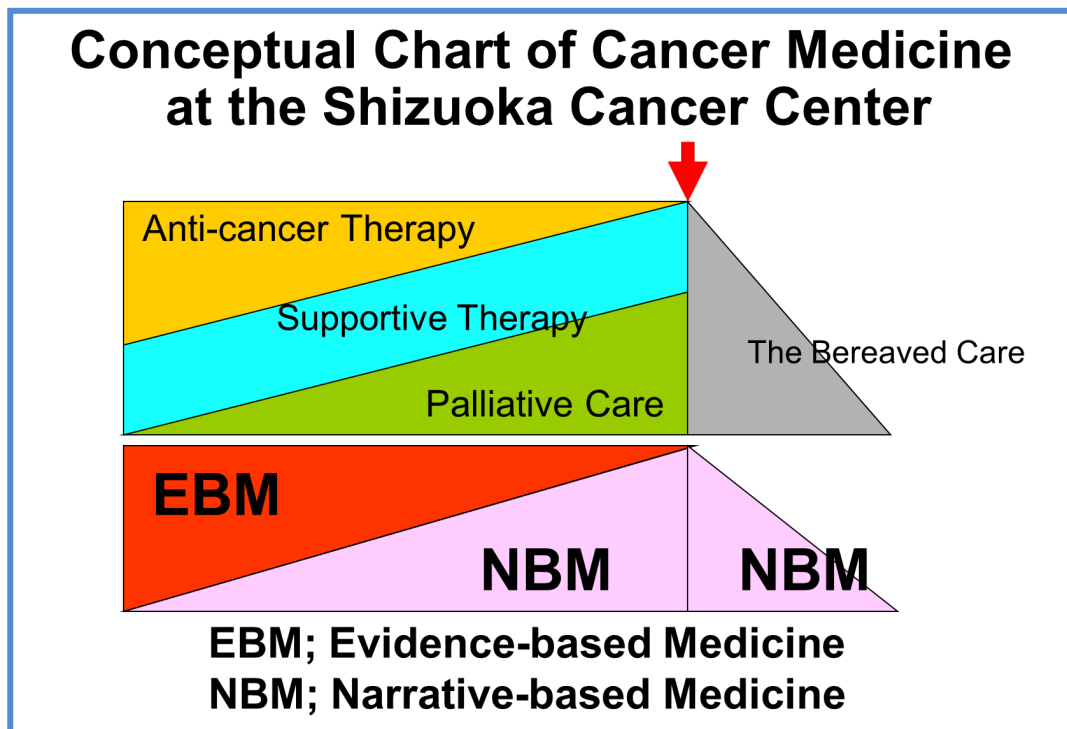 Conceptual Chart of Cancer Medicine
at the Shizuoka Cancer Center
Anti-cancer Therapy
Supportive Therapy
The Bereaved Care
Palliative Care
EBM
NBM
NBM
EBM; Evidence-based Medicine
NBM; Narrative-based Medicine